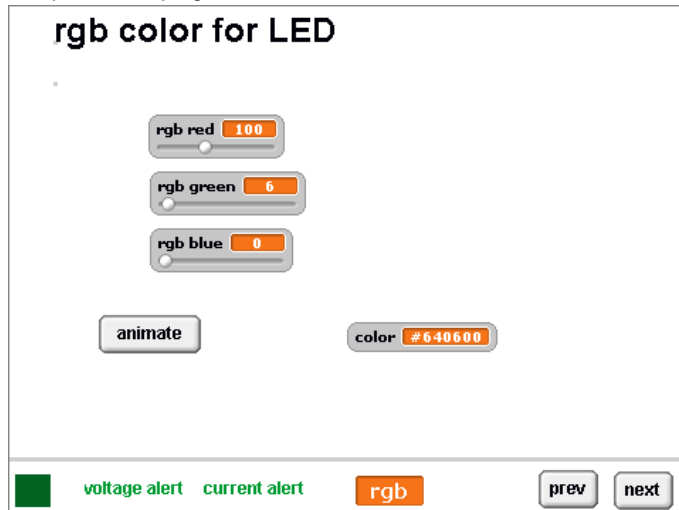 rgb color for LED
rgb red 100
rgb green 6
rgb blue 0
animate
color #640600
voltage alert current alert rgb prev next